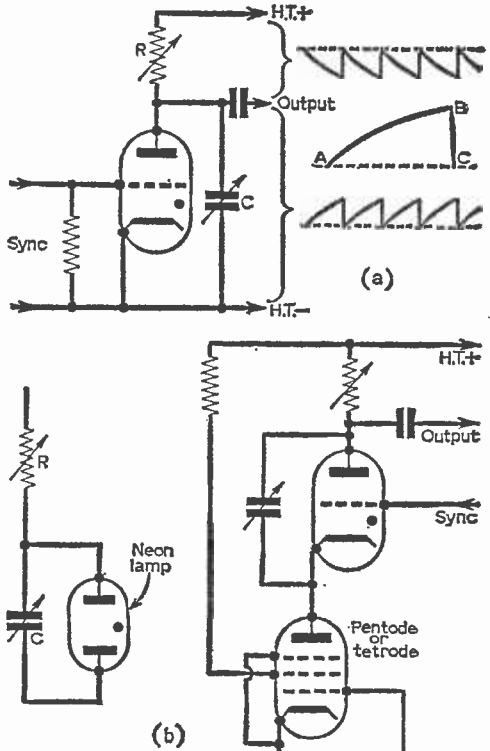 H.T.+
R
Output
B
A
C
C
Sync
(a)
H.T.-
H.T.+
Output
R
Sync
Neon
lamp
C
Pentode
or
tetrode
(b)